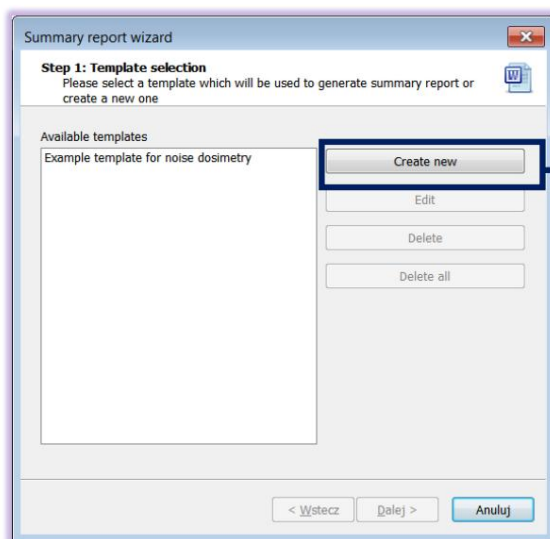 Summary report wizard
Step 1: Template selection
Please select a template which will be used to generate summary report or
create a new one
Available templates
Example template for noise dosimetry
Create new
Edit
Delete
Delete all
< Wstecz
Dalej >
Anuluj